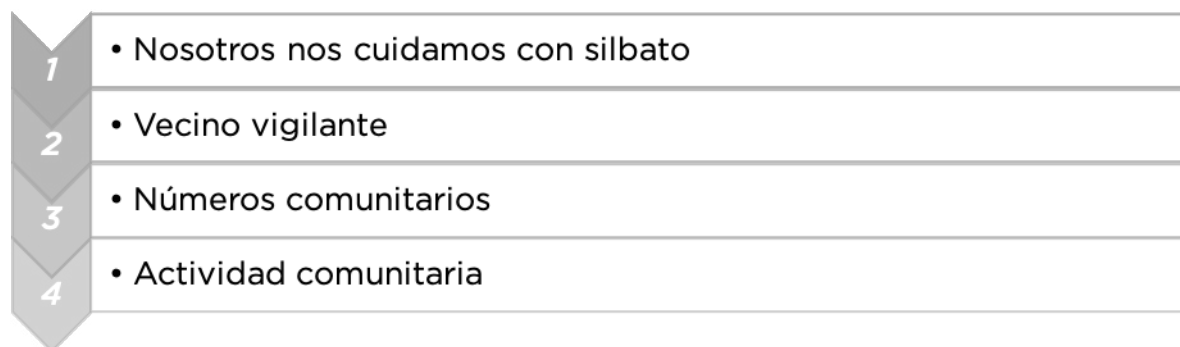 1 • Nosotros nos cuidamos con silbato
2 • Vecino vigilante
3 • Números comunitarios
4 • Actividad comunitaria